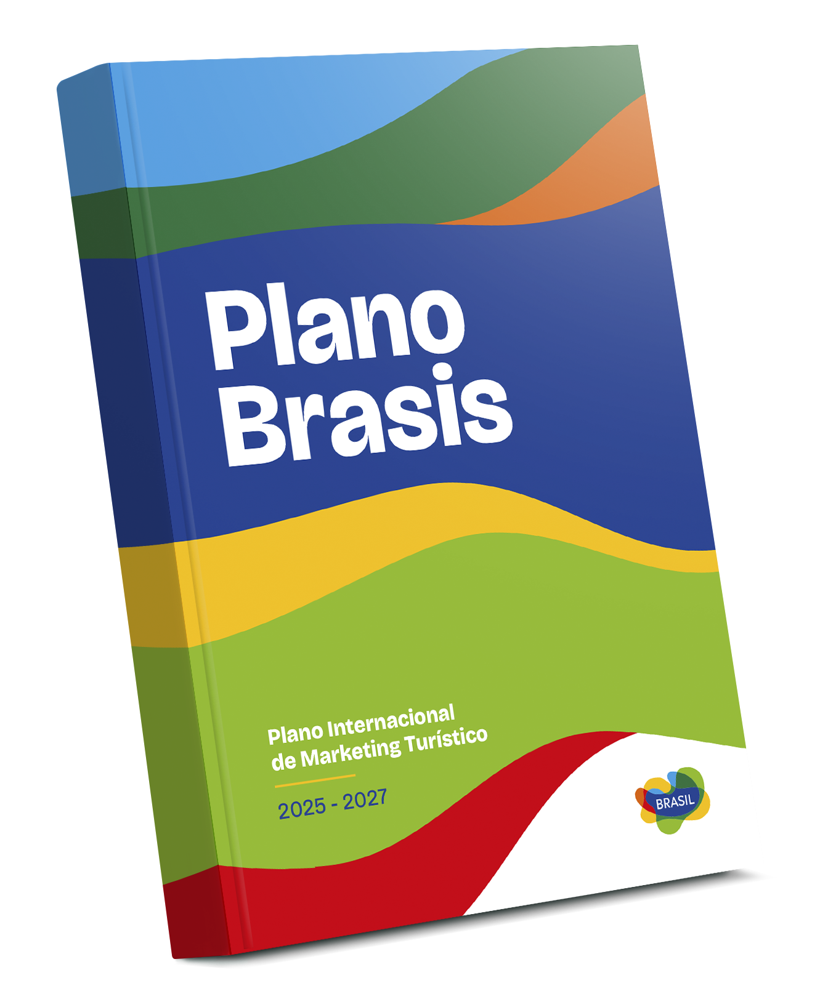 Plano
Brasis
Plano Internacional
de Marketing Turístico
2025 - 2027
BRASIL